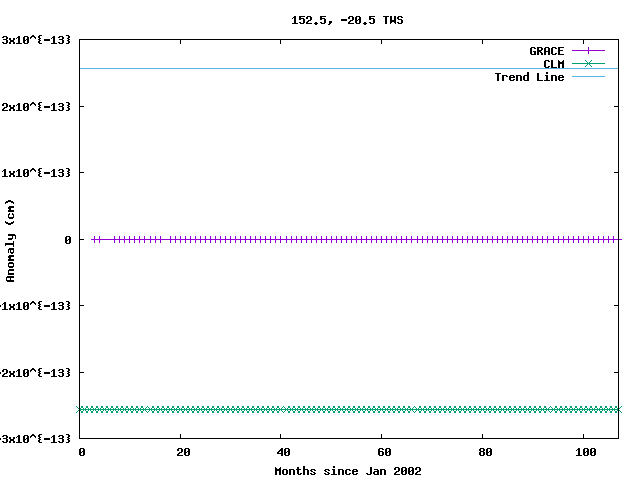 152.5, -20.5 TWS
3x10^{-13}
2x10^{-13}
1x10^{-13}
0
-1x10^{-13}
-2x10^{-13}
-3x10^{-13}
Anomaly (cm)
GRACE
CLM
Trend Line
0 20 40 60 80 100
Months since Jan 2002